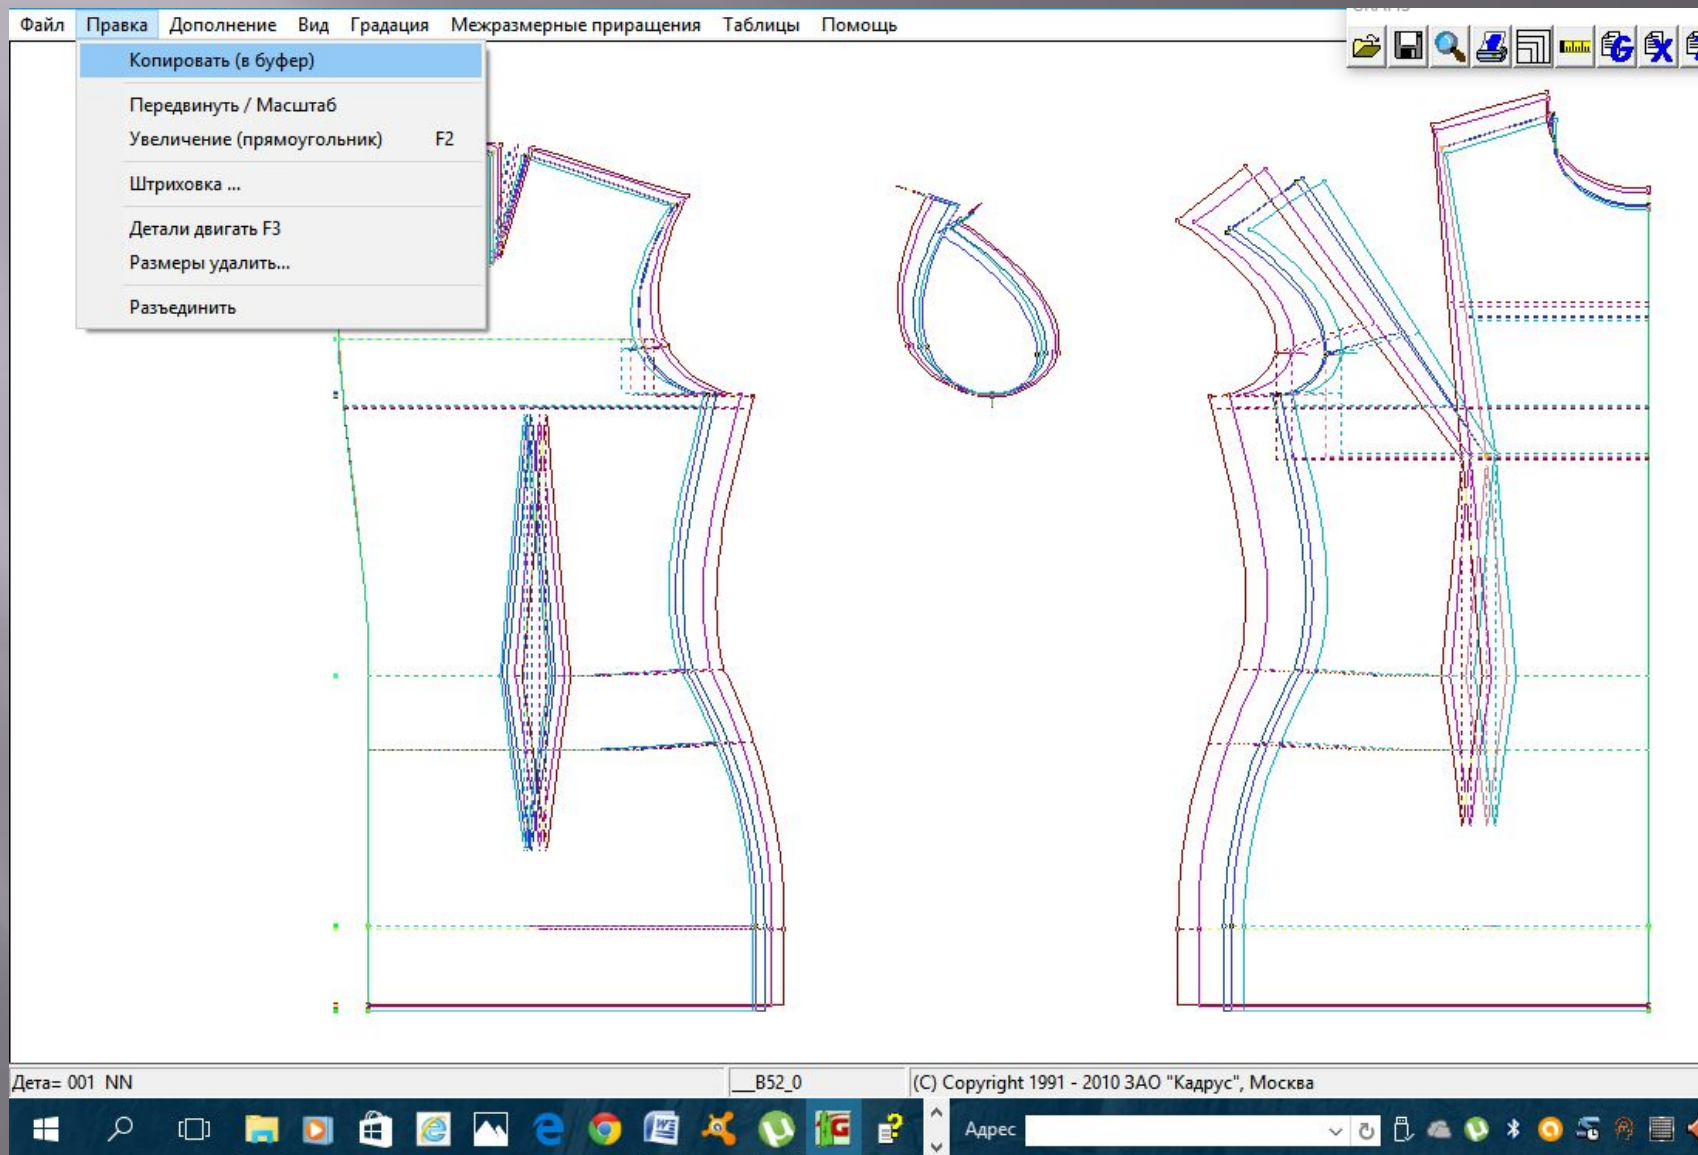 Файл Правка Дополнение Вид Градация Межразмерные приращения Таблицы Помощь
Копировать (в буфер)
Передвинуть / Масштаб
Увеличение (прямоугольник) F2
Штриховка ...
Детали двигать F3
Размеры удалить...
Разъединить
Дета= 001 NN
__B52_0
(C) Copyright 1991 - 2010 ЗАО "Кадрус", Москва
Адрес